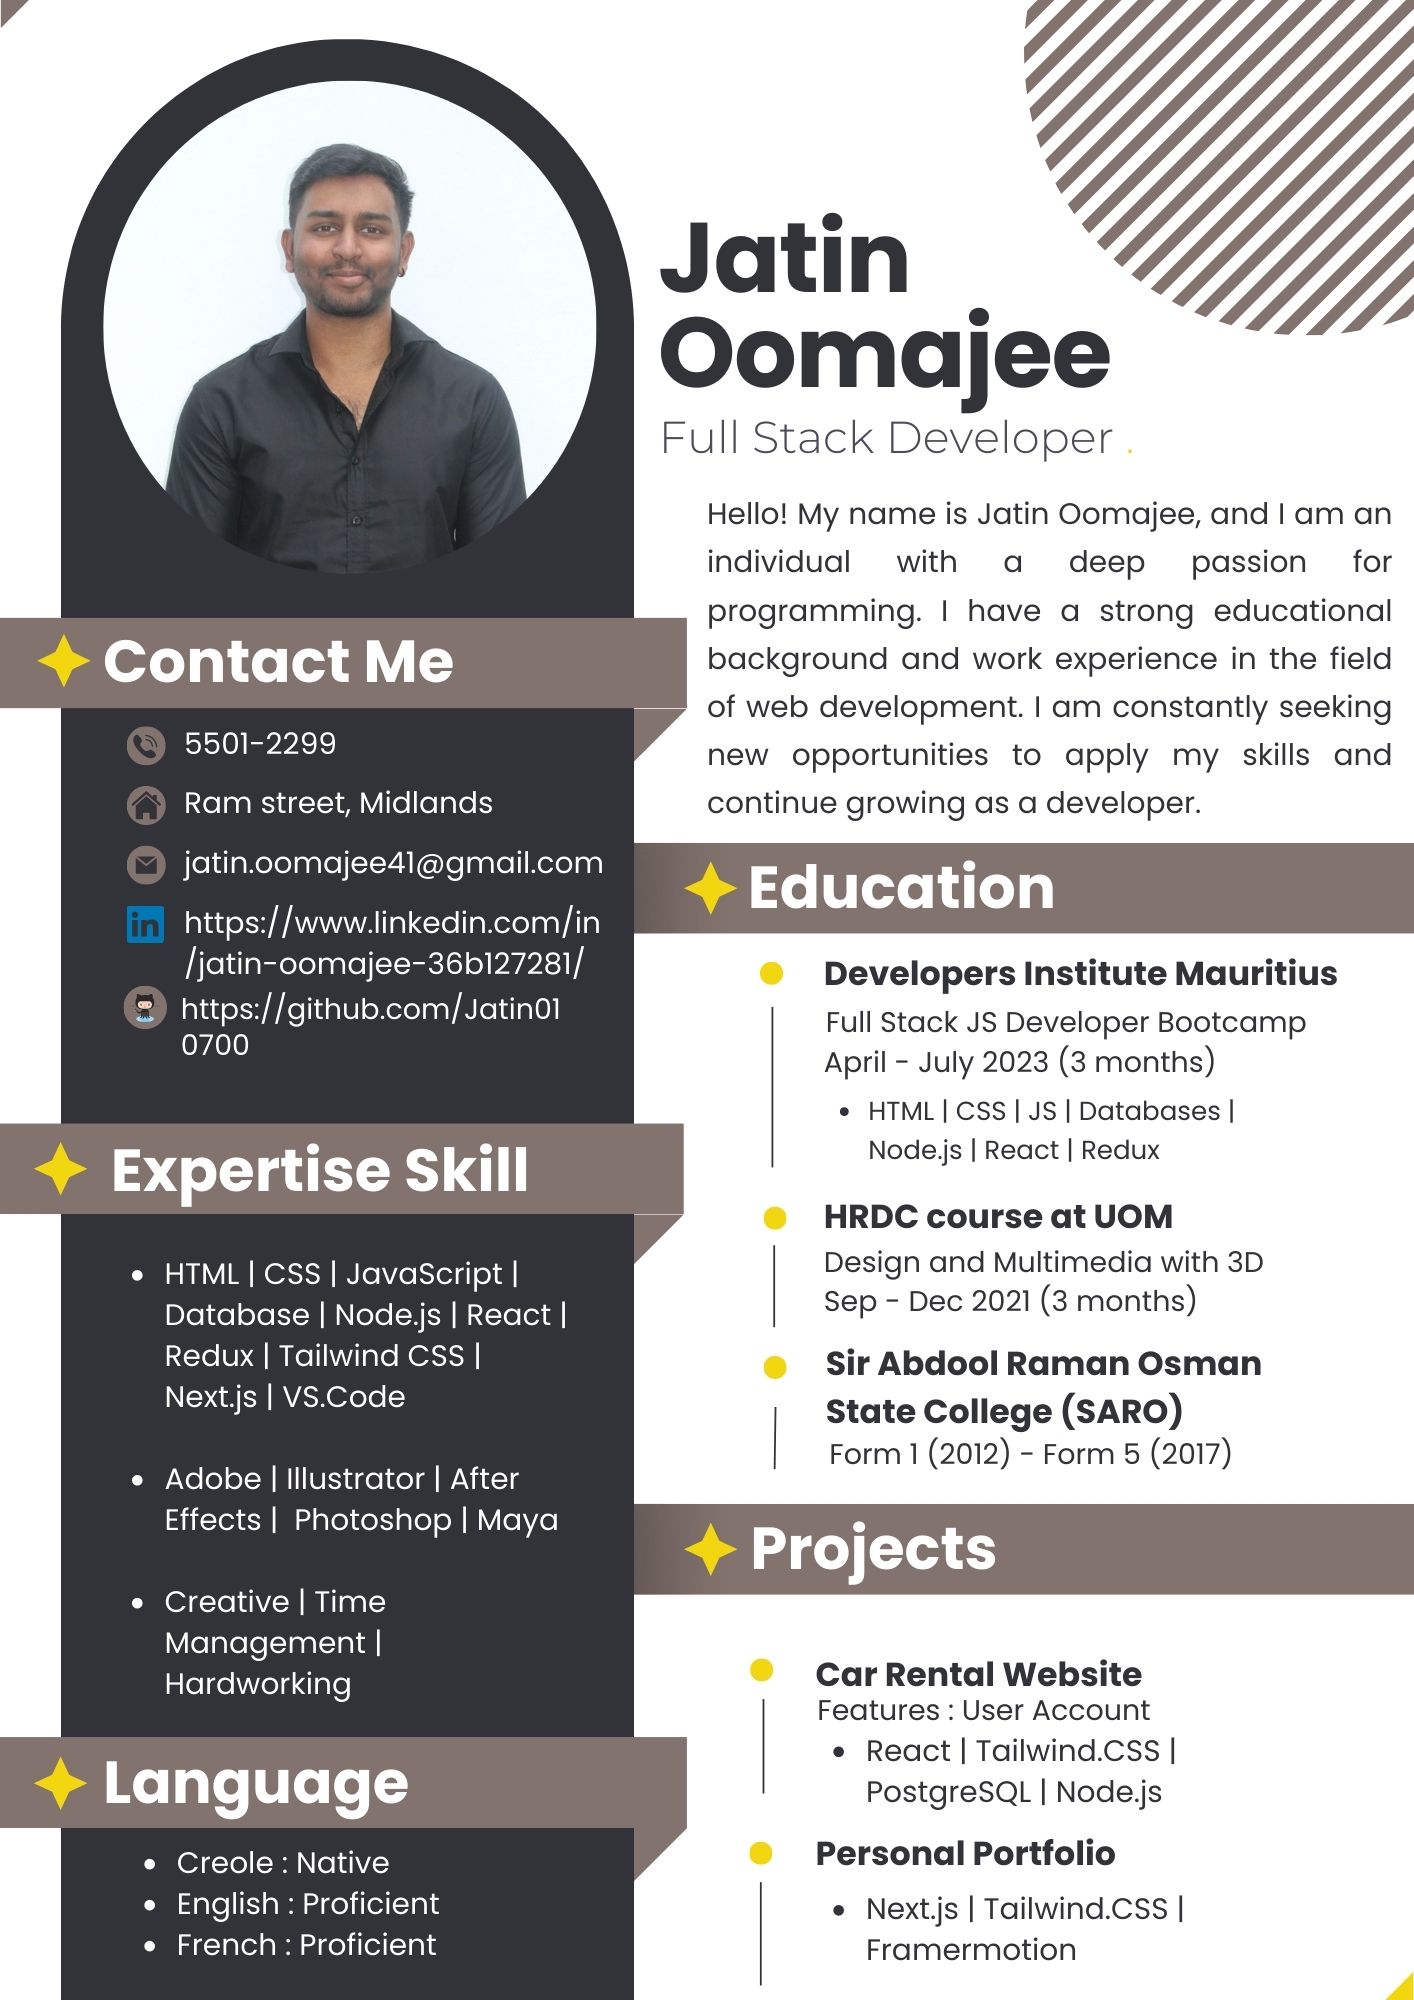 Jatin
Oomajee
Full Stack Developer .
Hello! My name is Jatin Oomajee, and I am an
individual with a deep passion for
programming. I have a strong educational
background and work experience in the field
of web development. I am constantly seeking
new opportunities to apply my skills and
continue growing as a developer.
Contact Me
5501-2299
Ram street, Midlands
jatin.oomajee41@gmail.com
https://www.linkedin.com/in
/jatin-oomajee-36b127281/
https://github.com/Jatin01
0700
Expertise Skill
HTML | CSS | JavaScript |
Database | Node.js | React |
Redux | Tailwind CSS |
Next.js | VS.Code
Adobe | Illustrator | After
Effects |  Photoshop | Maya
Creative | Time
Management |
Hardworking
Language
Creole : Native
English : Proficient
French : Proficient
Education
Developers Institute Mauritius
Full Stack JS Developer Bootcamp
April - July 2023 (3 months)
HTML | CSS | JS | Databases |
Node.js | React | Redux
HRDC course at UOM
Design and Multimedia with 3D
Sep - Dec 2021 (3 months)
Sir Abdool Raman Osman
State College (SARO)
Form 1 (2012) - Form 5 (2017)
Projects
Car Rental Website
Features : User Account
React | Tailwind.CSS |
PostgreSQL | Node.js
Personal Portfolio
Next.js | Tailwind.CSS |
Framermotion